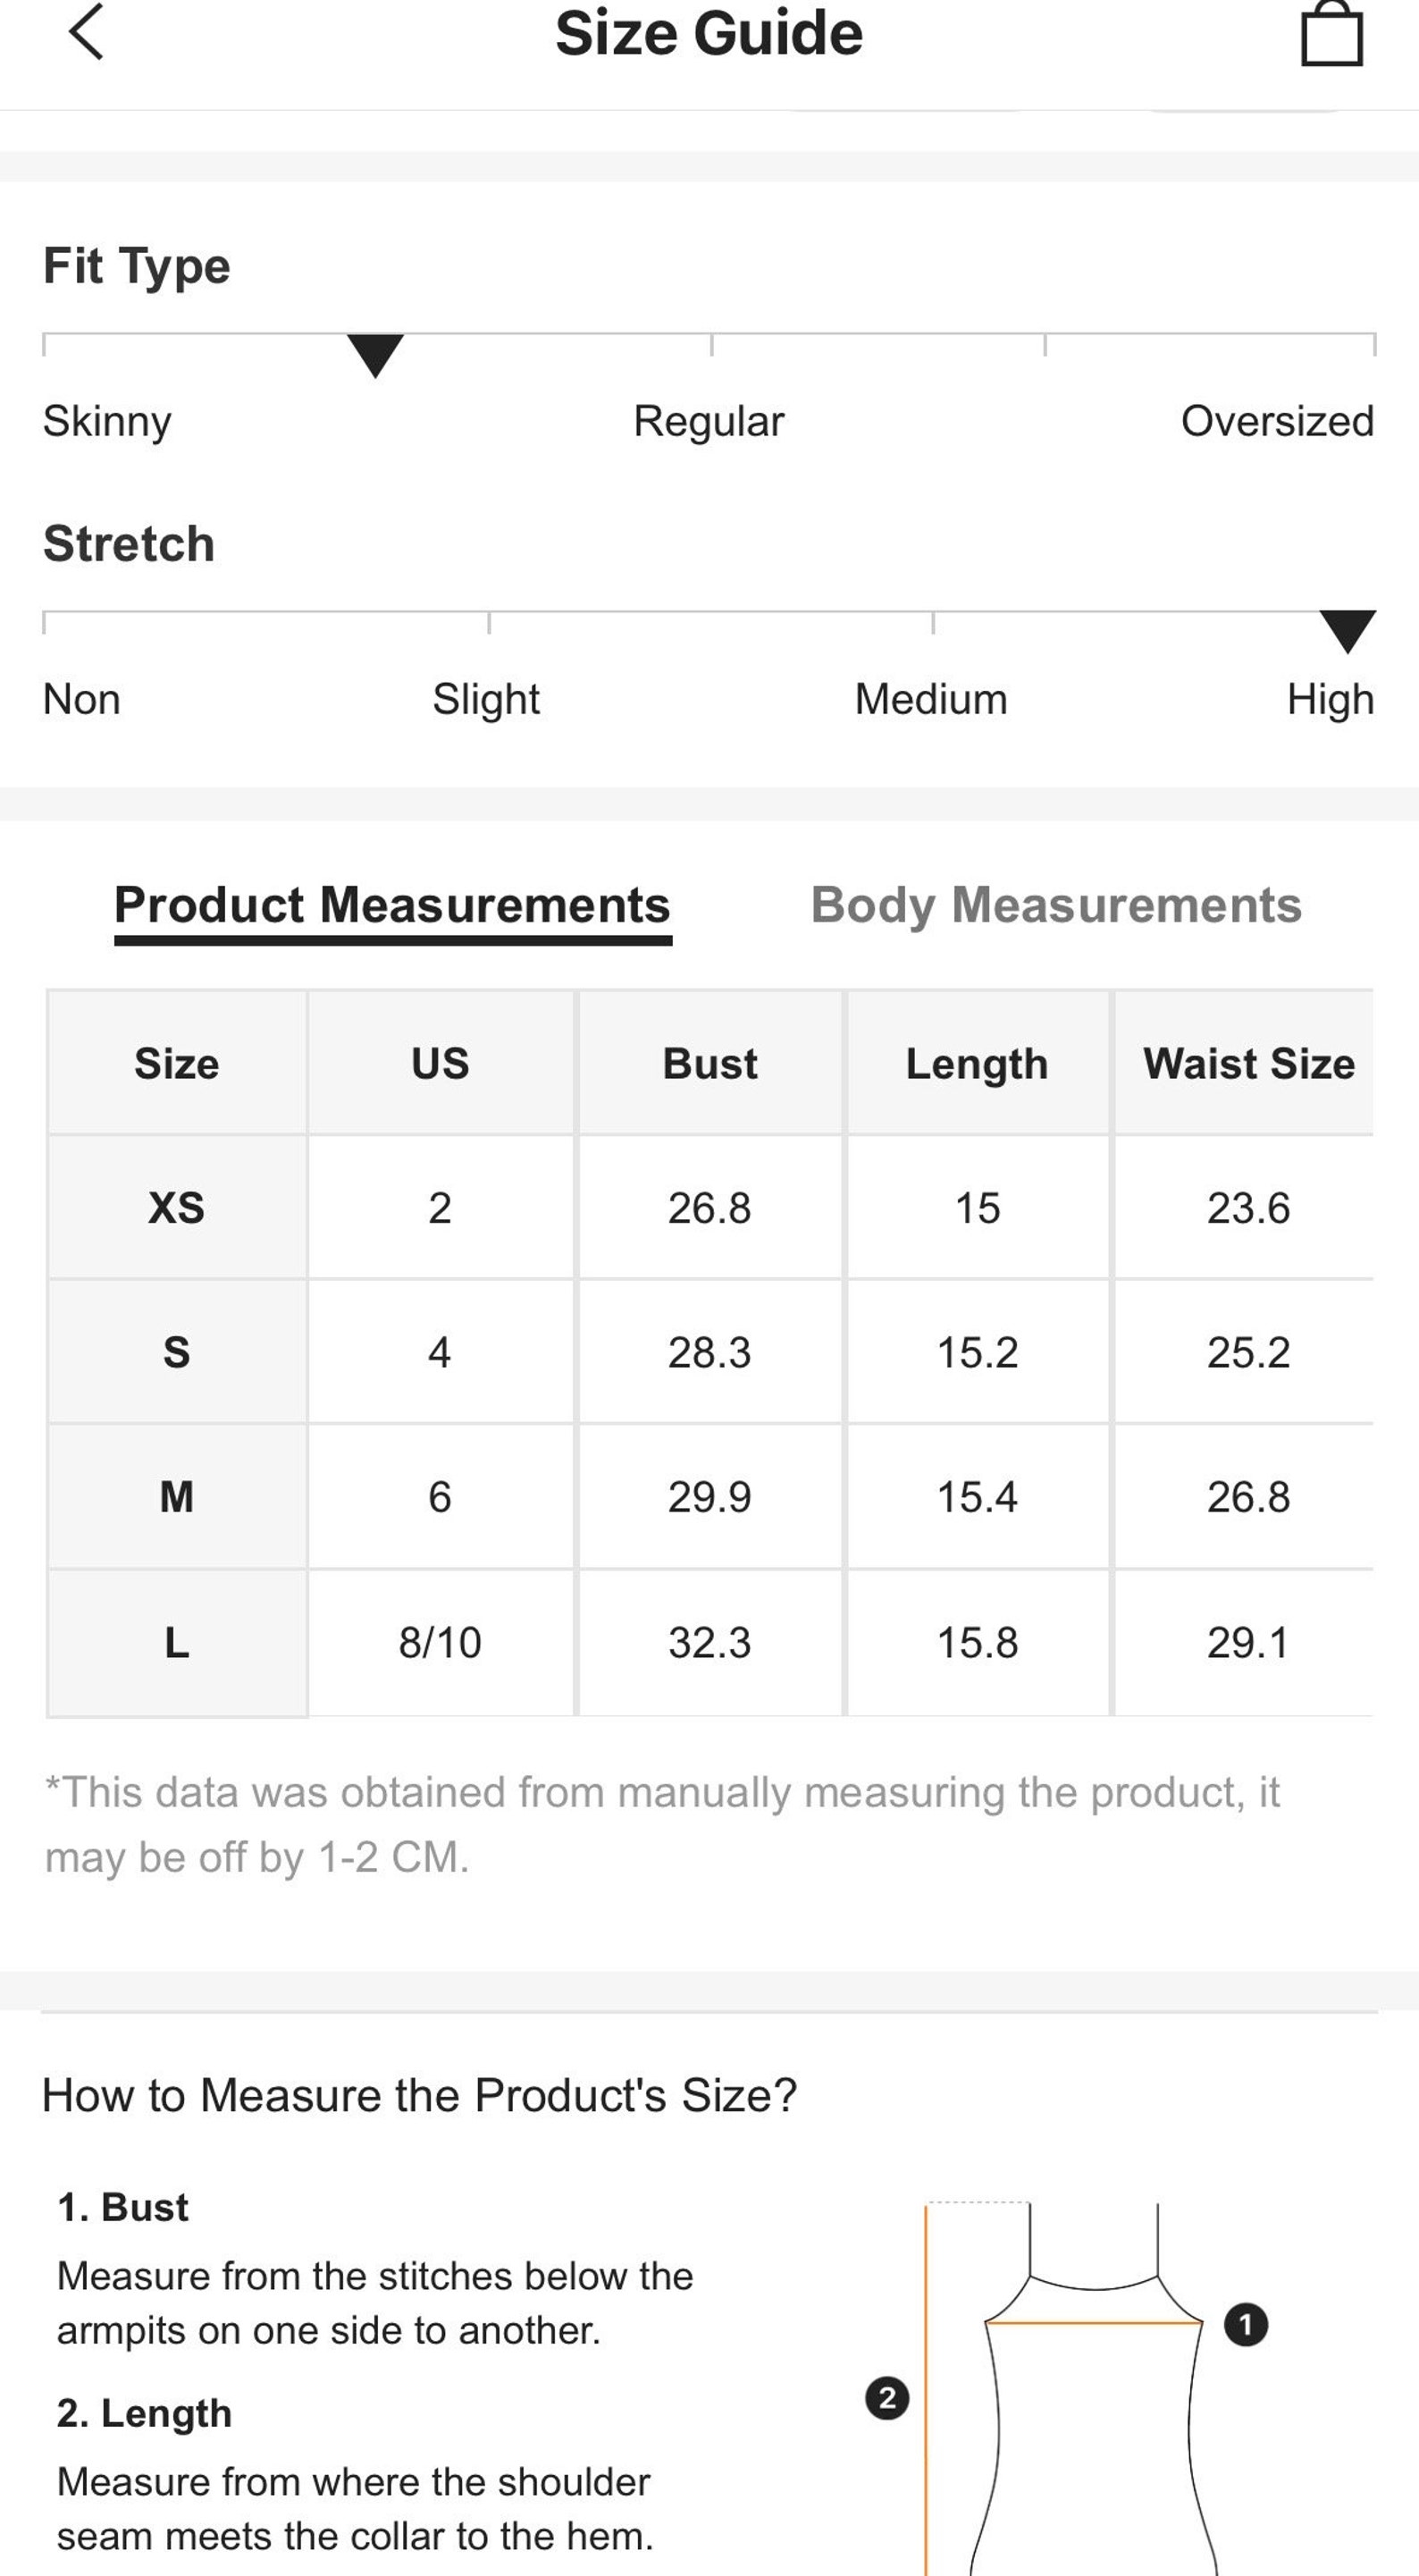 Size Guide
Fit Type
Skinny Regular Oversized
Stretch
Non Slight Medium High
Product Measurements Body Measurements
Size US Bust Length Waist Size
XS 2 26.8 15 23.6
S 4 28.3 15.2 25.2
M 6 29.9 15.4 26.8
L 8/10 32.3 15.8 29.1
*This data was obtained from manually measuring the product, it
may be off by 1-2 CM.
How to Measure the Product's Size?
1. Bust
Measure from the stitches below the
armpits on one side to another.
2. Length
Measure from where the shoulder
seam meets the collar to the hem.
1
2